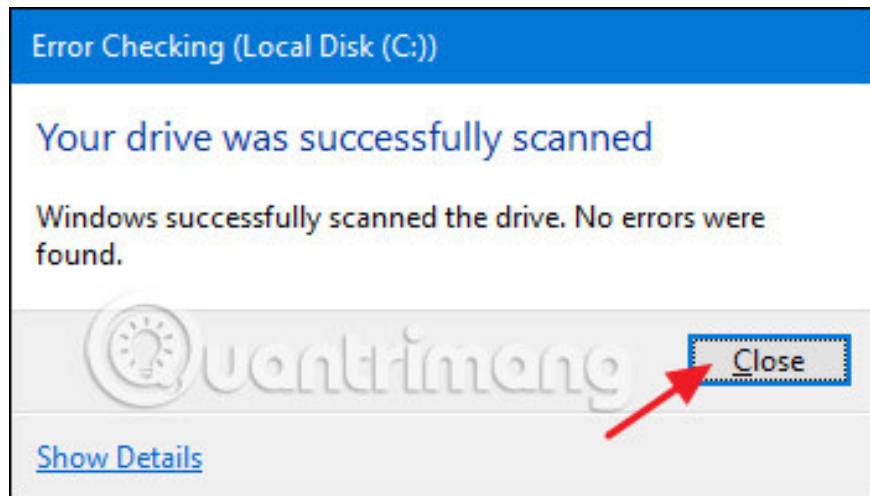 Error Checking (Local Disk (C:))
Your drive was successfully scanned
Windows successfully scanned the drive. No errors were
found.
Quantrimang
Close
Show Details